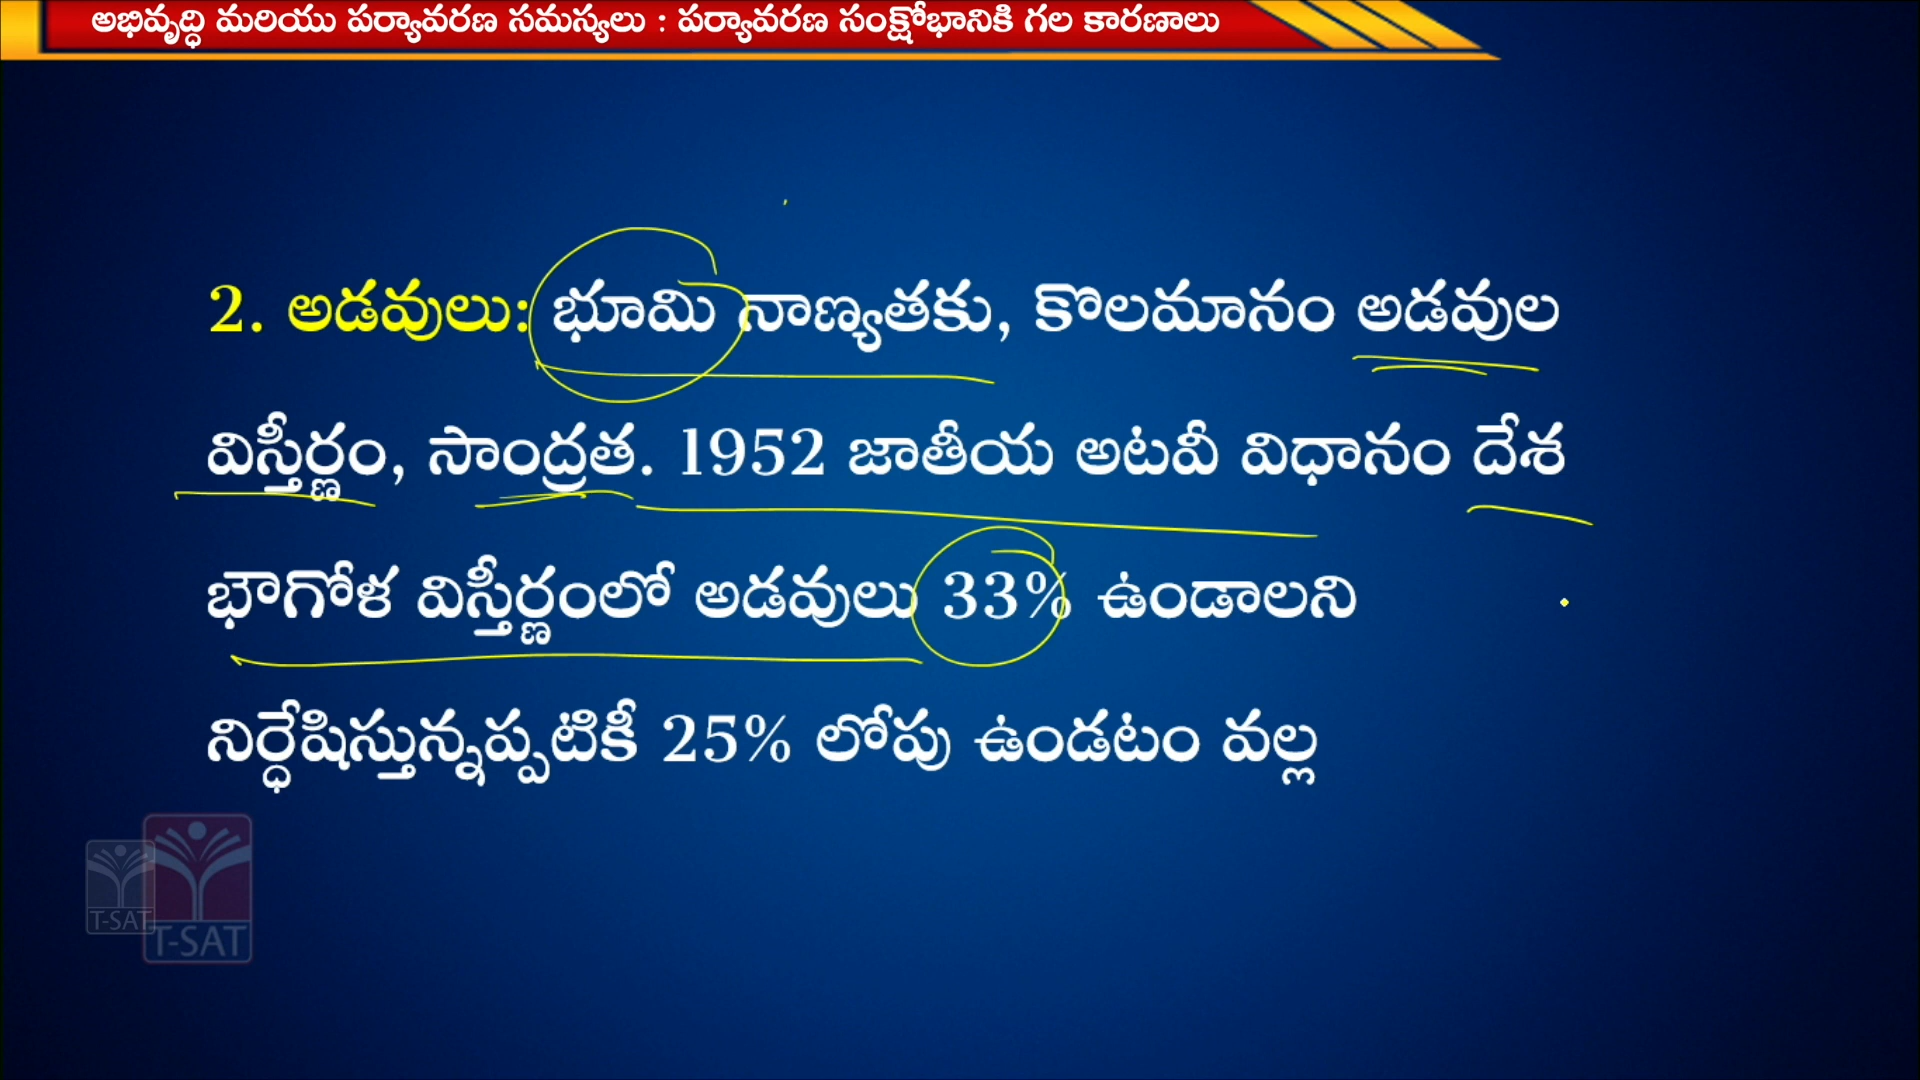 అభివృద్ధి మరియు పర్యావరణ సమస్యలు : పర్యావరణ సంక్షోభానికి గల కారణాలు
2. అడవులు: భూమి నాణ్యతకు, కొలమానం అడవుల
విస్తీర్ణం, సాంద్రత. 1952 జాతీయ అటవీ విధానం దేశ
భౌగోళ విస్తీర్ణంలో అడవులు 33% ఉండాలని
నిర్ధేషిస్తున్నప్పటికీ 25% లోపు ఉండటం వల్ల
T-SAT
T-SAT